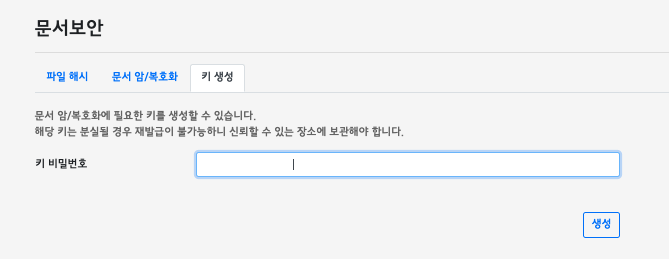 문서보안
파일 해시 문서 암/복호화 키 생성
문서 암/복호화에 필요한 키를 생성할 수 있습니다.
해당 키는 분실될 경우 재발급이 불가능하니 신뢰할 수 있는 장소에 보관해야 합니다.
키 비밀번호
생성